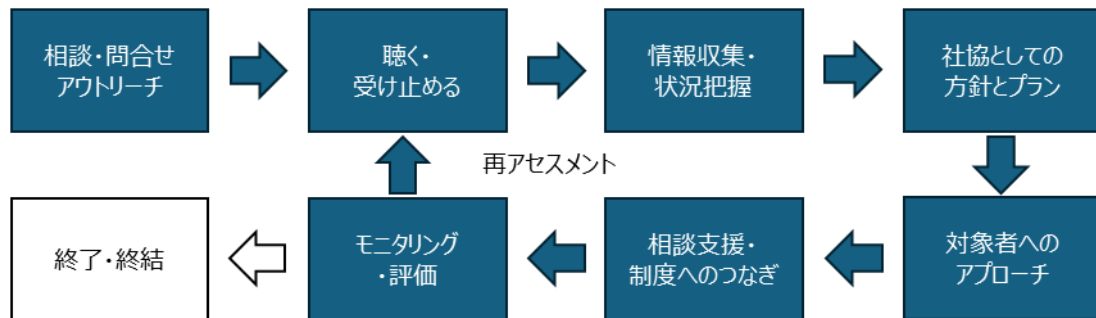 相談・問合せ
アウトリーチ
聴く・
受け止める
情報収集・
状況把握
社協としての
方針とプラン
再アセスメント
対象者への
アプローチ
相談支援・
制度へのつなぎ
モニタリング
・評価
終了・終結